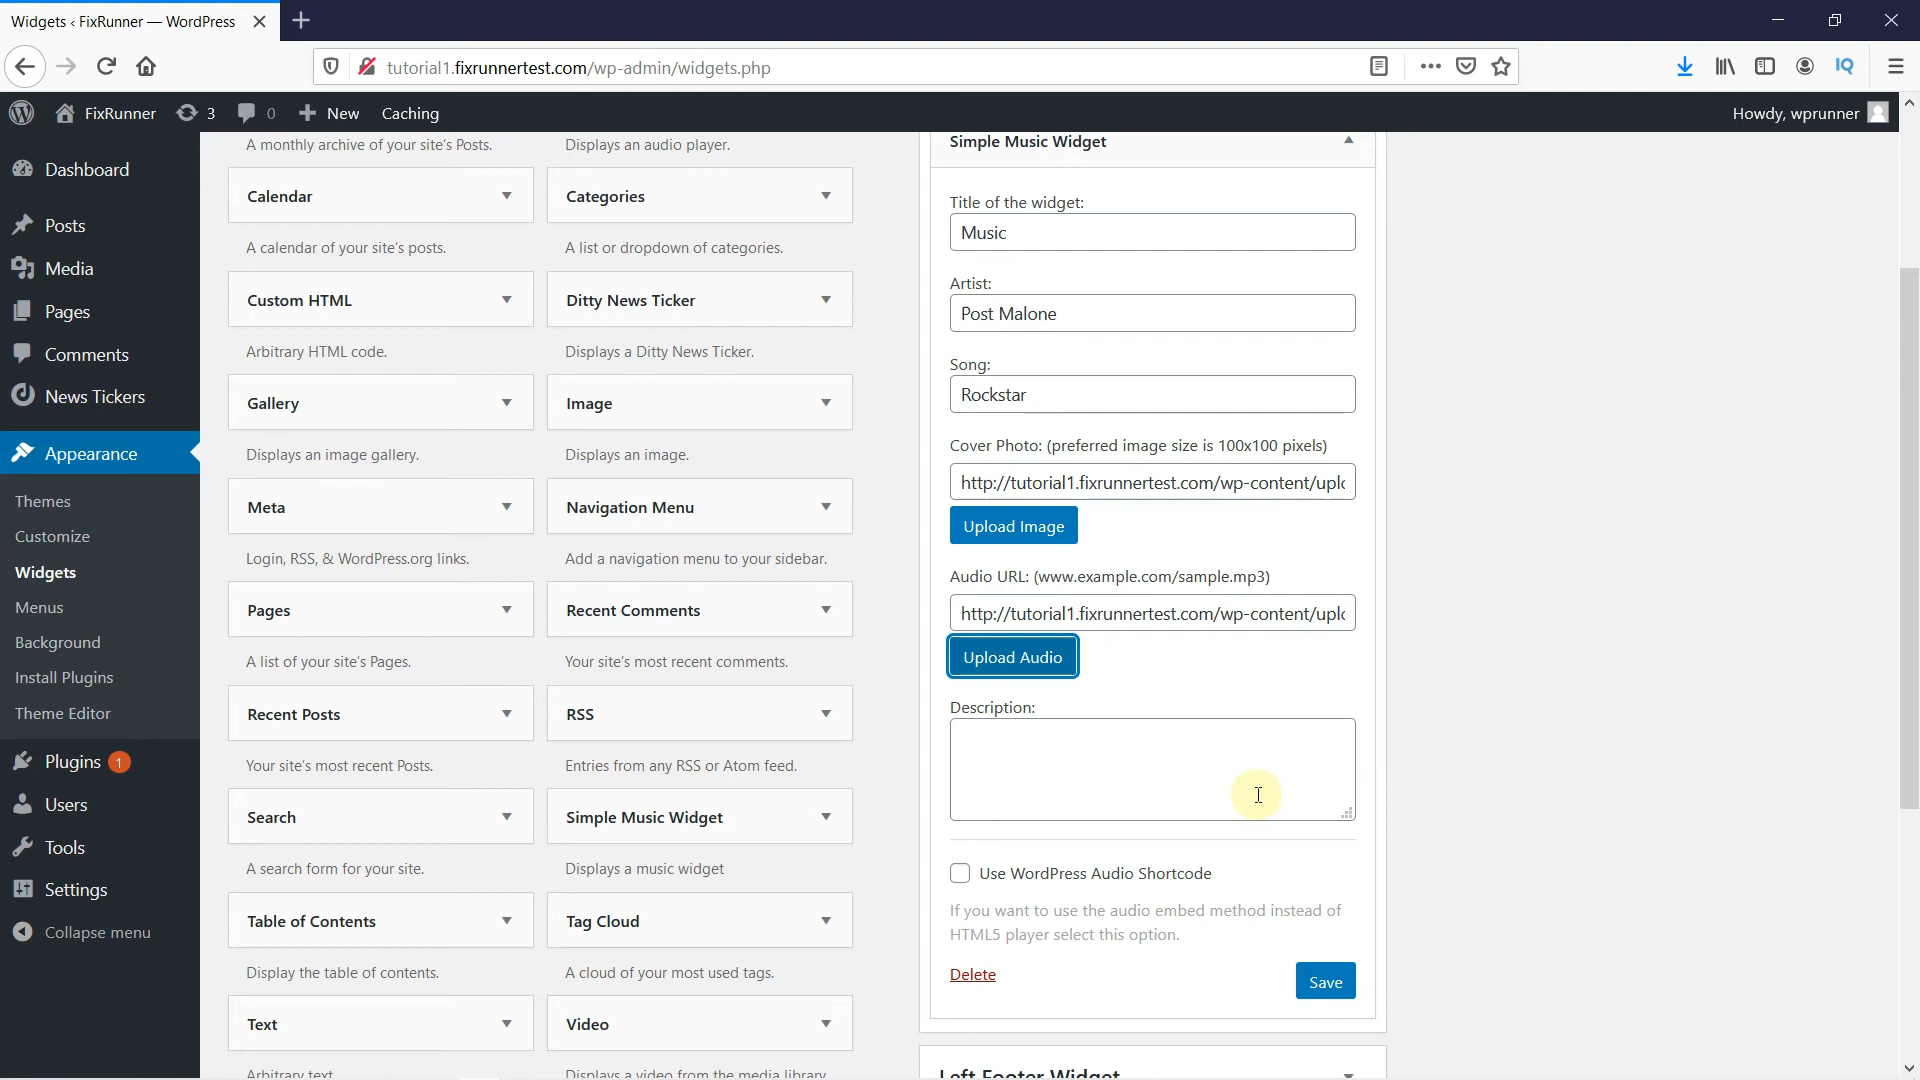 Widgets ‹ FixRunner — WordPress
tutorial1.fixrunnertest.com/wp-admin/widgets.php
IQ
FixRunner 3 0 New Caching Howdy, wprunner
Dashboard
Posts
Media
Pages
Comments
News Tickers
Appearance
Themes
Customize
Widgets
Menus
Background
Install Plugins
Theme Editor
Plugins 1
Users
Tools
Settings
Collapse menu
A monthly archive of your site's Posts. Displays an audio player.
Calendar Categories
A calendar of your site's posts. A list or dropdown of categories.
Custom HTML Ditty News Ticker
Arbitrary HTML code. Displays a Ditty News Ticker.
Gallery Image
Displays an image gallery. Displays an image.
Meta Navigation Menu
Login, RSS, & WordPress.org links. Add a navigation menu to your sidebar.
Pages Recent Comments
A list of your site's Pages. Your site's most recent comments.
Recent Posts RSS
Your site's most recent Posts. Entries from any RSS or Atom feed.
Search Simple Music Widget
A search form for your site. Displays a music widget
Table of Contents Tag Cloud
Display the table of contents. A cloud of your most used tags.
Text Video
Arbitrary text. Displays a video from the media library
Simple Music Widget
Title of the widget:
Music
Artist:
Post Malone
Song:
Rockstar
Cover Photo: (preferred image size is 100x100 pixels)
http://tutorial1.fixrunnertest.com/wp-content/uplo
Upload Image
Audio URL: (www.example.com/sample.mp3)
http://tutorial1.fixrunnertest.com/wp-content/uplo
Upload Audio
Description:
Use WordPress Audio Shortcode
If you want to use the audio embed method instead of
HTML5 player select this option.
Delete Save
Left Footer Widget